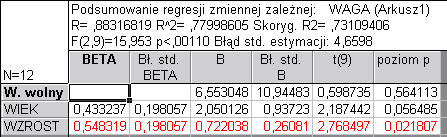 Podsumowanie regresji zmiennej zależnej: WAGA (Arkusz1)
R= ,88316819 R^2= ,77998605 Skoryg. R2= ,73109406
F(2,9)=15,953 p<,00110 Błąd std. estymacji: 4,6598
N=12 BETA Bł. std. BETA B Bł. std. B t(9) poziom p
W. wolny 6,553048 10,94483 0,598735 0,564113
WIEK 0,433237 0,198057 2,050126 0,93723 2,187442 0,056485
WZROST 0,548319 0,198057 0,722038 0,26081 2,768497 0,021807